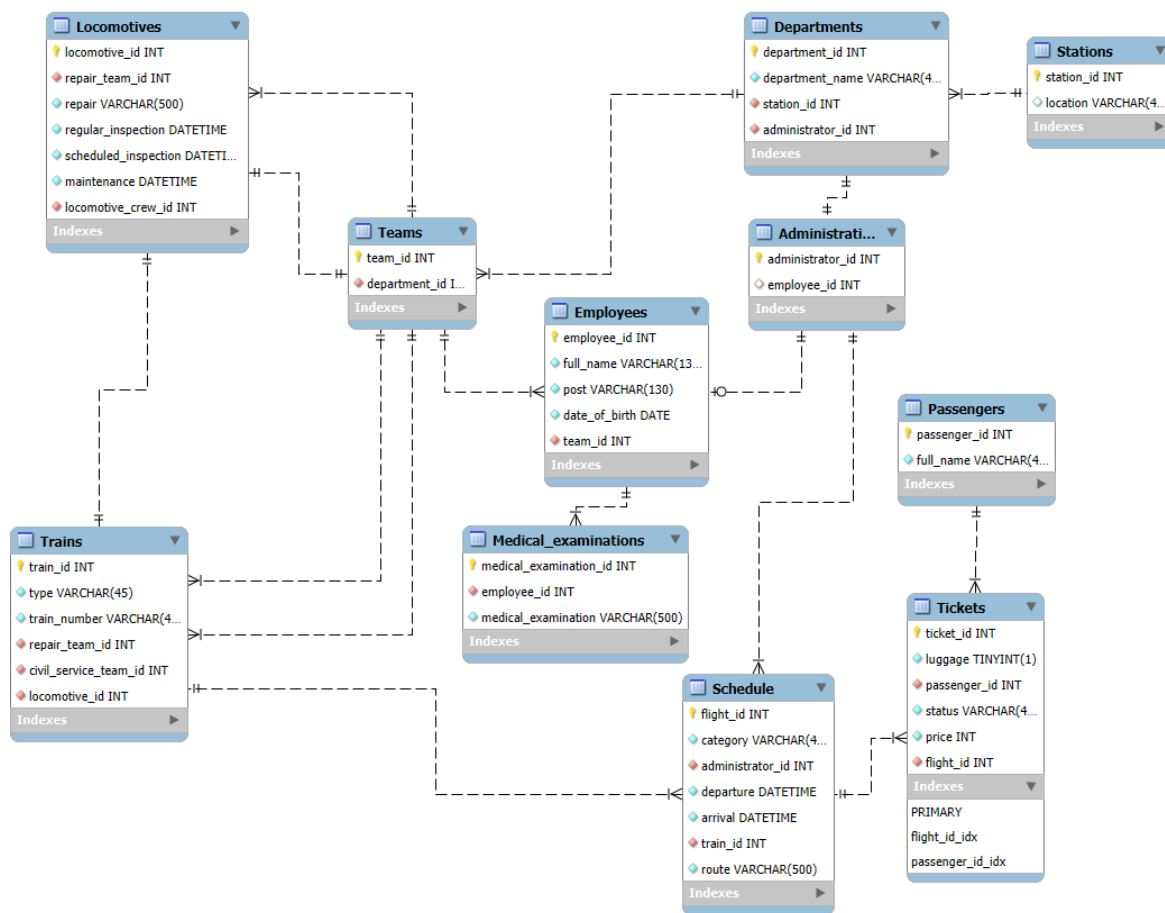 Locomotives
locomotive_id INT
repair_team_id INT
repair VARCHAR(500)
regular_inspection DATETIME
scheduled_inspection DATETI...
maintenance DATETIME
locomotive_crew_id INT
Indexes
Departments
department_id INT
department_name VARCHAR(4...
station_id INT
administrator_id INT
Indexes
Stations
station_id INT
location VARCHAR(4...
Indexes
Teams
team_id INT
department_id I...
Indexes
Administrati...
administrator_id INT
employee_id INT
Indexes
Employees
employee_id INT
full_name VARCHAR(13...
post VARCHAR(130)
date_of_birth DATE
team_id INT
Indexes
Passengers
passenger_id INT
full_name VARCHAR(4...
Indexes
Trains
train_id INT
type VARCHAR(45)
train_number VARCHAR(4...
repair_team_id INT
civil_service_team_id INT
locomotive_id INT
Indexes
Medical_examinations
medical_examination_id INT
employee_id INT
medical_examination VARCHAR(500)
Indexes
Schedule
flight_id INT
category VARCHAR(4...
administrator_id INT
departure DATETIME
arrival DATETIME
train_id INT
route VARCHAR(500)
Indexes
Tickets
ticket_id INT
luggage TINYINT(1)
passenger_id INT
status VARCHAR(4...
price INT
flight_id INT
Indexes
PRIMARY
flight_id_idx
passenger_id_idx